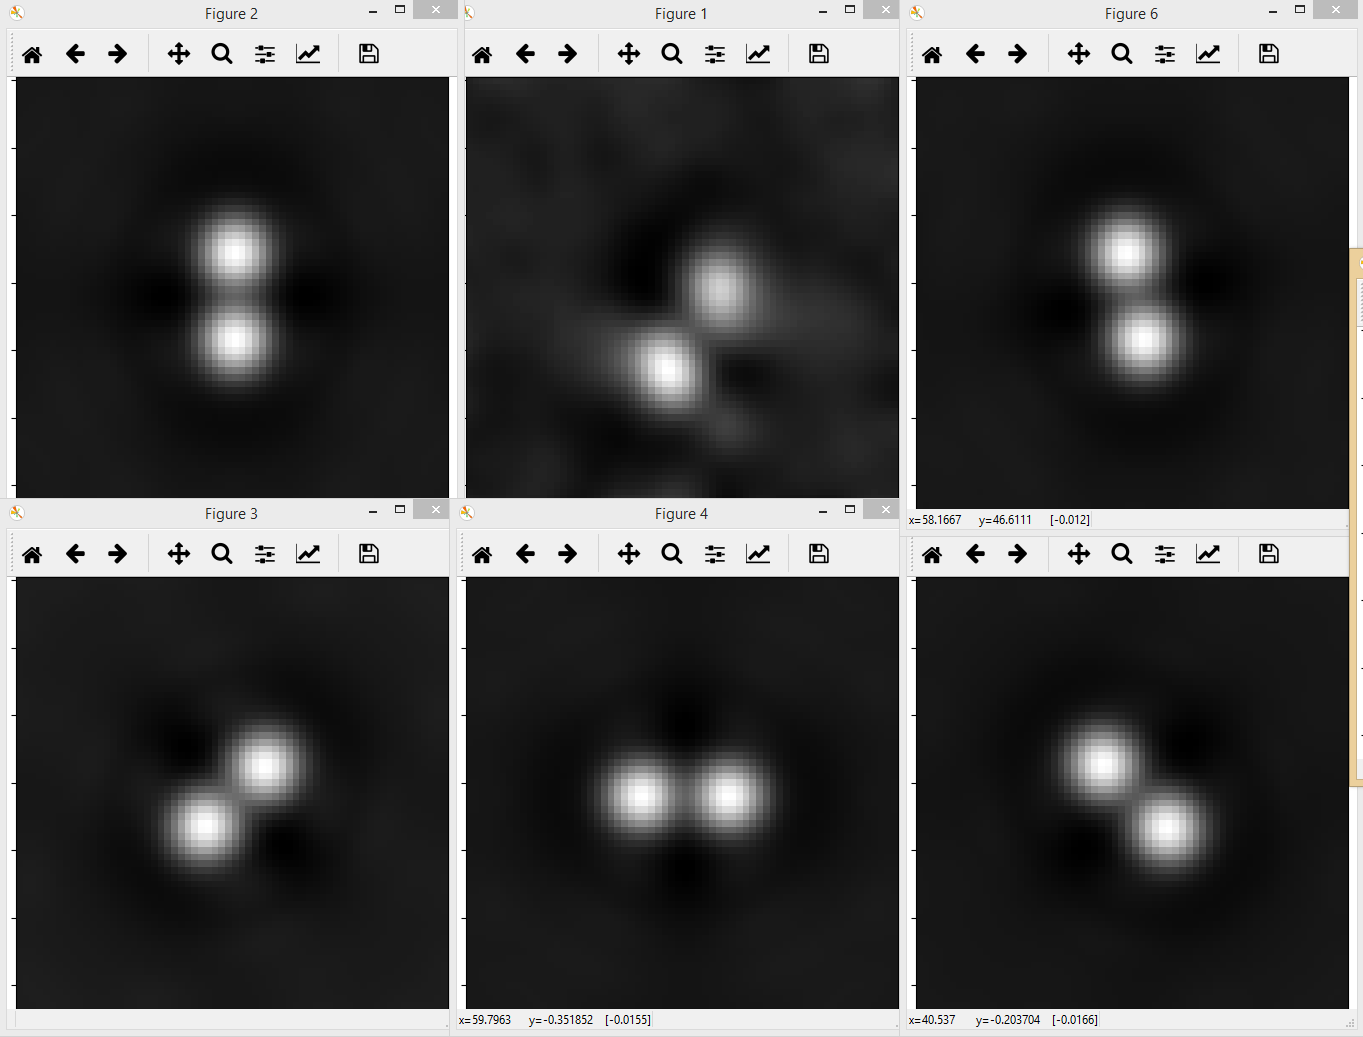 Figure 2
Figure 1
Figure 6
x=58.1667 y=46.6111 [-0.012]
Figure 3
Figure 4
x=59.7963 y=-0.351852 [-0.0155]
x=40.537 y=-0.203704 [-0.0166]